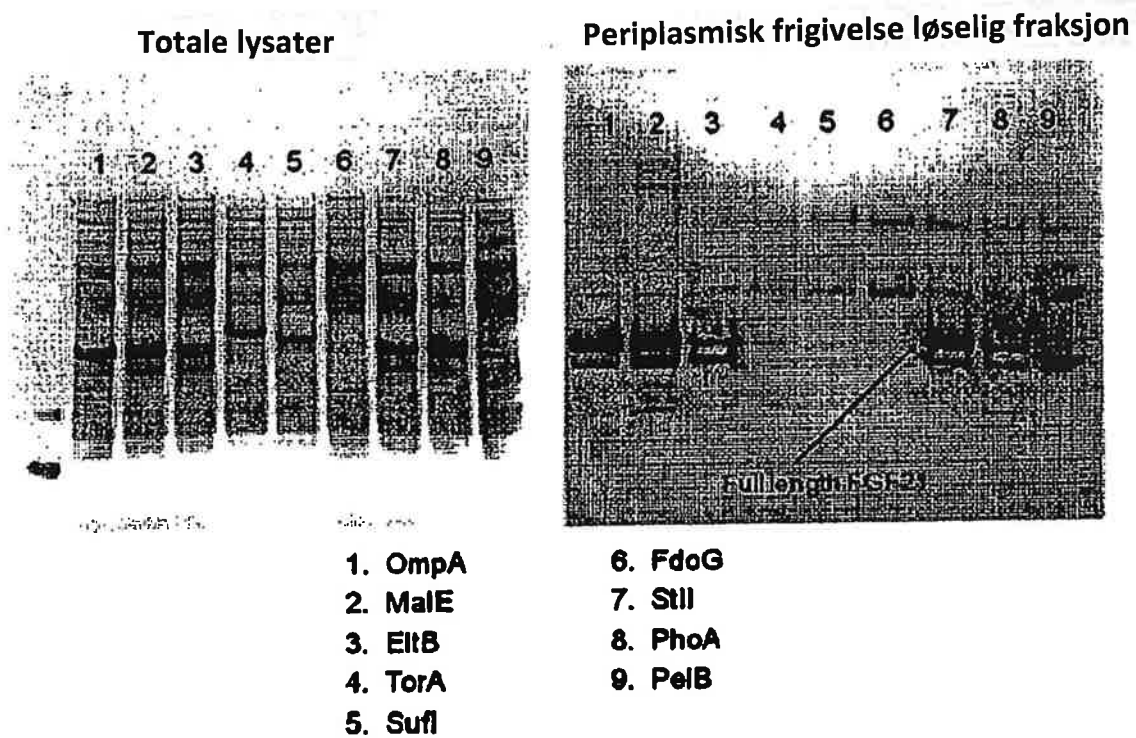 Totale lysater
Periplasmisk frigivelse løselig fraksjon
1 2 3 4 5 6 7 8 9
1 2 3 4 5 6 7 8 9
Full length FGF21
1. OmpA
2. MalE
3. EltB
4. TorA
5. SufI
6. FdoG
7. StII
8. PhoA
9. PelB